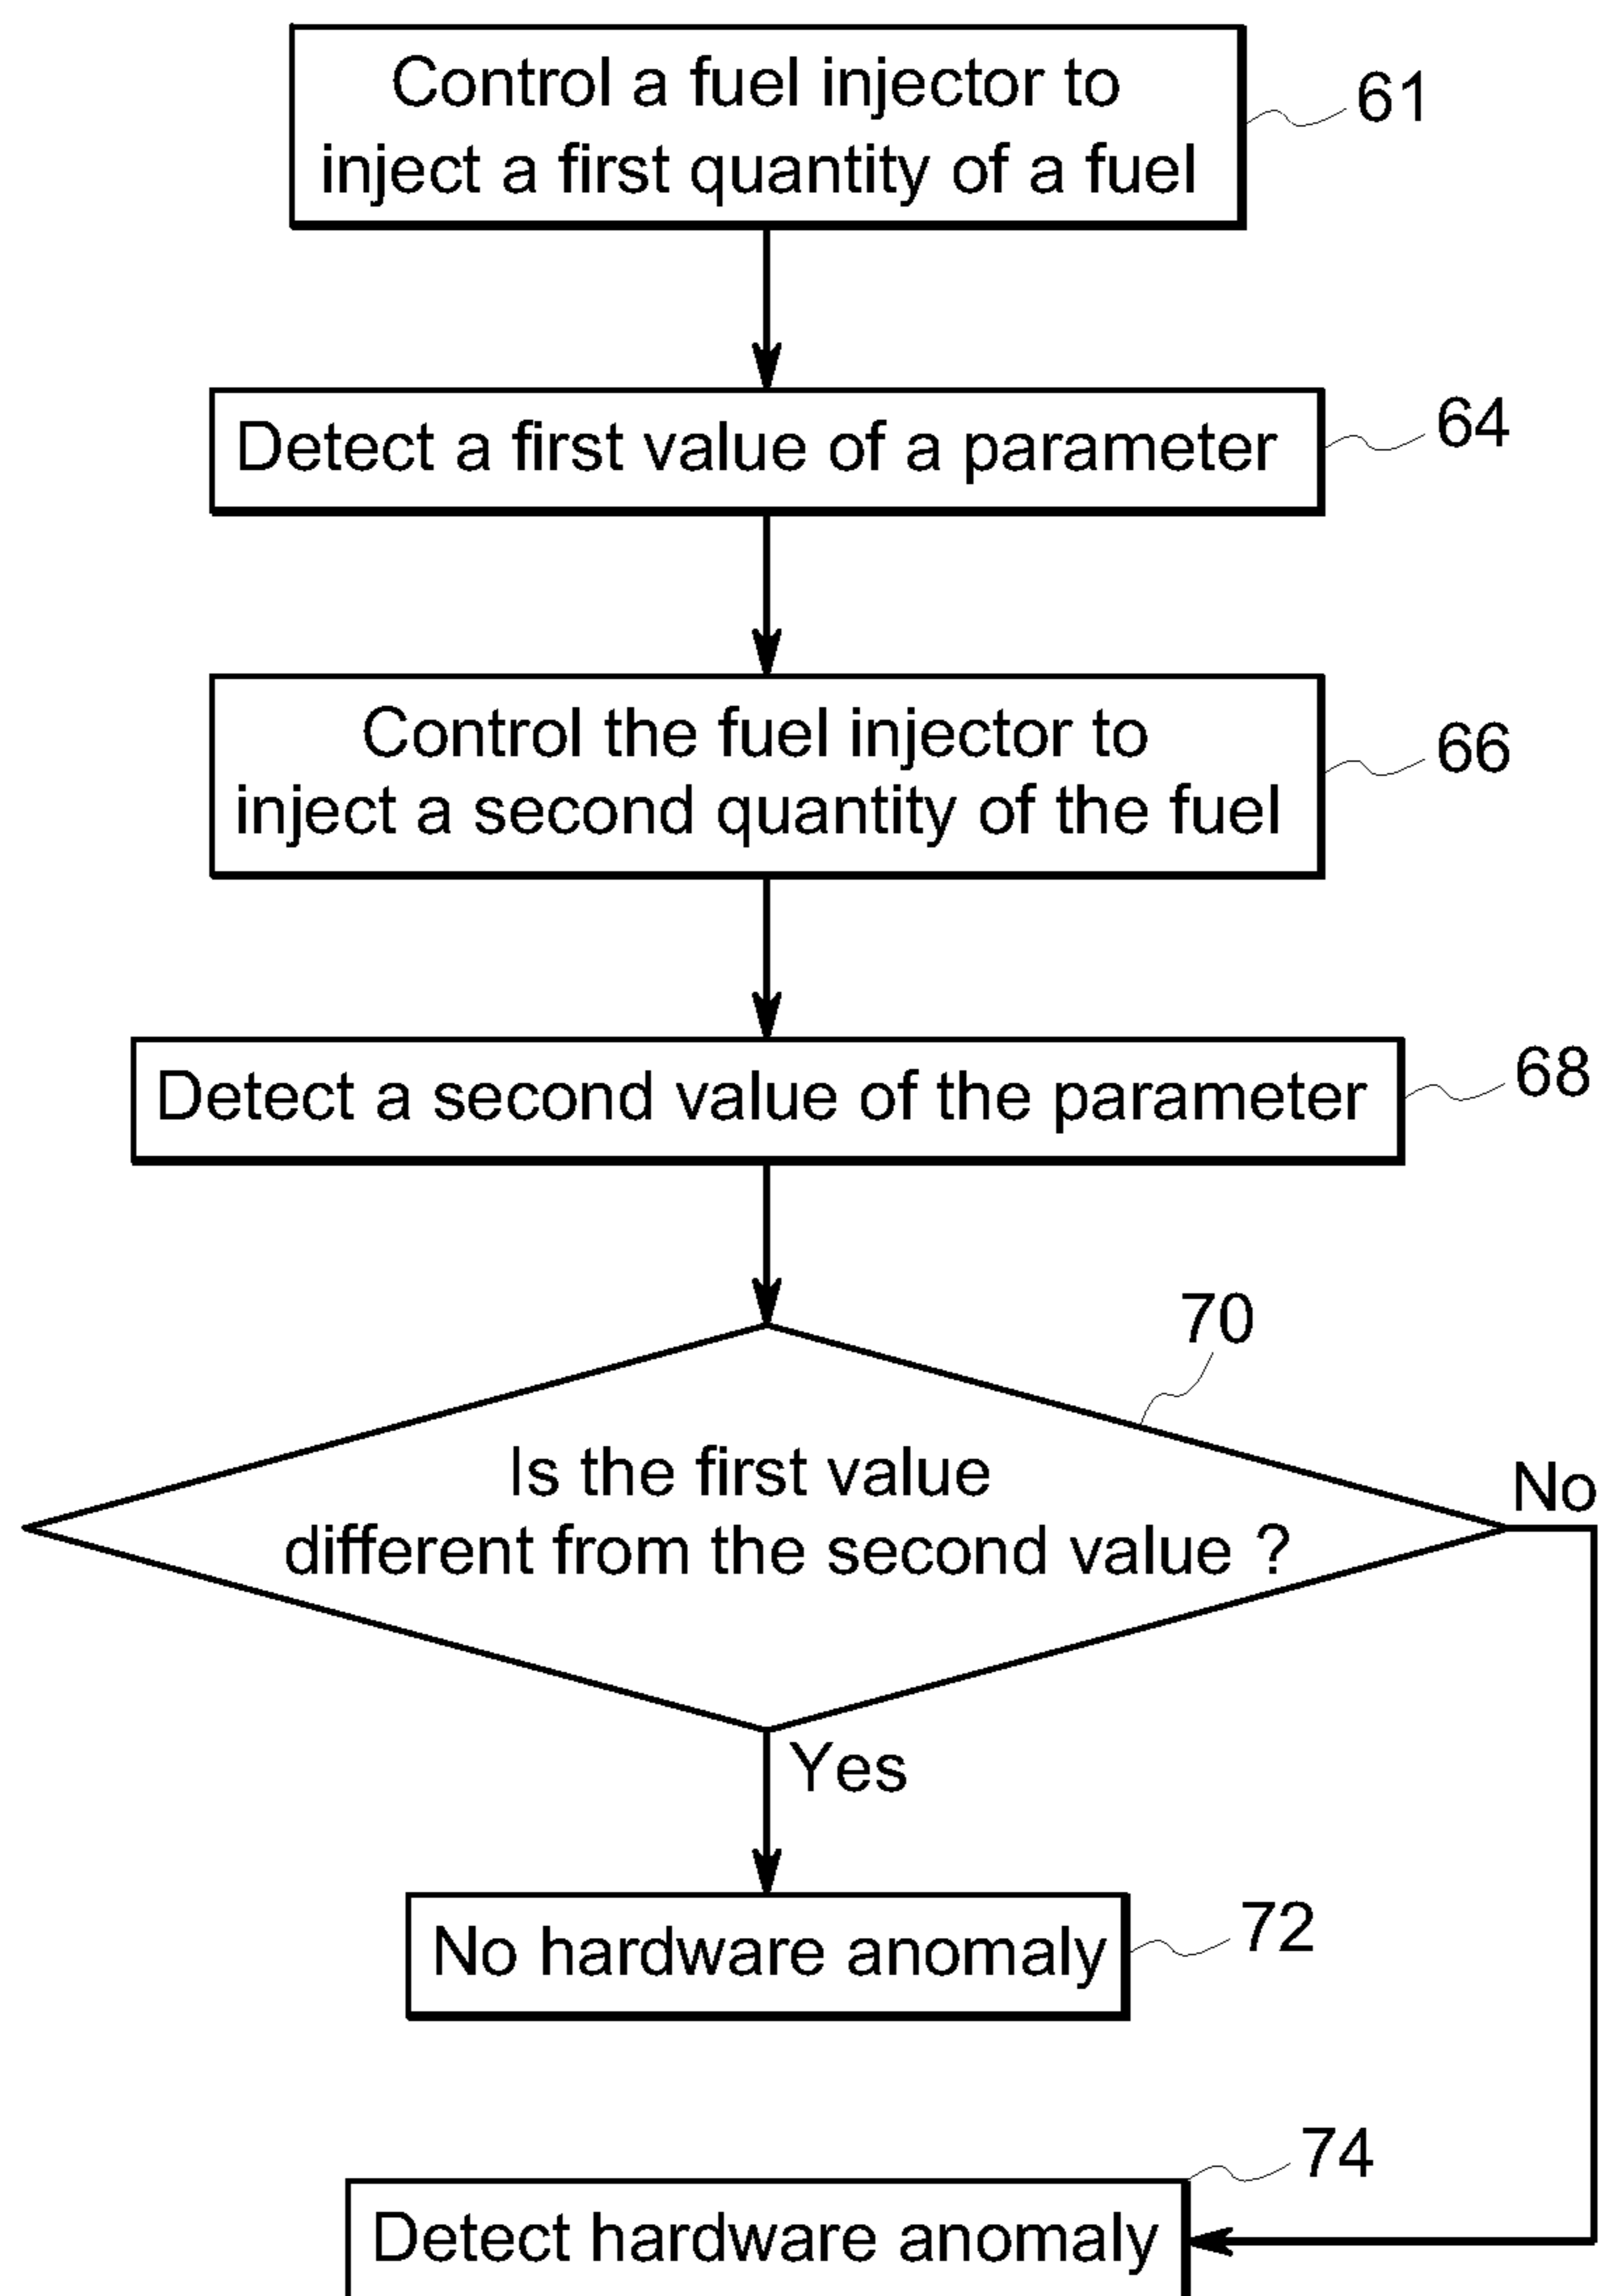 Control a fuel injector to
inject a first quantity of a fuel
61
Detect a first value of a parameter
64
Control the fuel injector to
inject a second quantity of the fuel
66
Detect a second value of the parameter
68
70
Is the first value
different from the second value ?
No
Yes
No hardware anomaly
72
74
Detect hardware anomaly